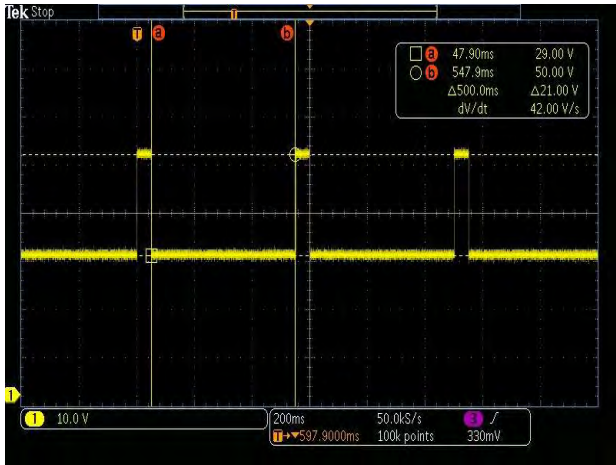 Tek Stop
T
T a b
a 47.90ms 29.00 V
b 547.9ms 50.00 V
Δ500.0ms Δ21.00 V
dV/dt 42.00 V/s
1
1 10.0 V
200ms 50.0kS/s 3
T→▼597.9000ms 100k points 330mV